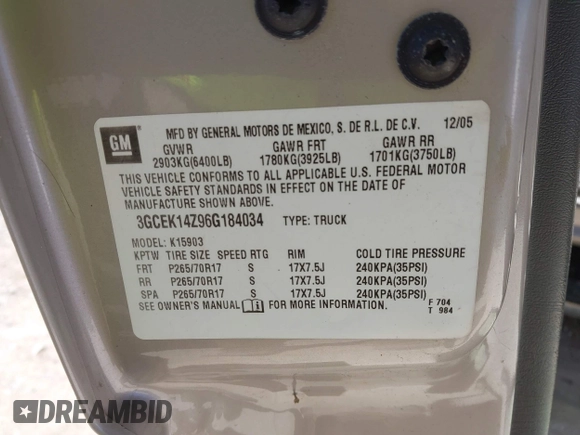 GM
MFD BY GENERAL MOTORS DE MEXICO, S. DE R.L. DE C.V. 12/05
GVWR GAWR FRT GAWR RR
2903KG(6400LB) 1780KG(3925LB) 1701KG(3750LB)
THIS VEHICLE CONFORMS TO ALL APPLICABLE U.S. FEDERAL MOTOR
VEHICLE SAFETY STANDARDS IN EFFECT ON THE DATE OF
MANUFACTURE SHOWN ABOVE.
3GCEK14Z96G184034 TYPE: TRUCK
MODEL: K15903
KPTW TIRE SIZE SPEED RTG RIM COLD TIRE PRESSURE
FRT P265/70R17 S 17X7.5J 240KPA(35PSI)
RR P265/70R17 S 17X7.5J 240KPA(35PSI)
SPA P265/70R17 S 17X7.5J 240KPA(35PSI)
SEE OWNER'S MANUAL FOR MORE INFORMATION.
F 704
T 984
DREAMBID